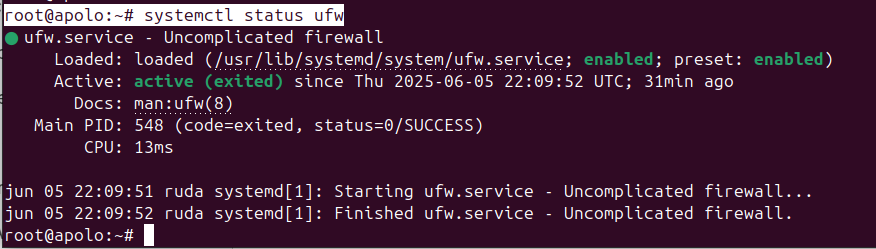 root@apolo:~# systemctl status ufw
● ufw.service - Uncomplicated firewall
     Loaded: loaded (/usr/lib/systemd/system/ufw.service; enabled; preset: enabled)
     Active: active (exited) since Thu 2025-06-05 22:09:52 UTC; 31min ago
       Docs: man:ufw(8)
   Main PID: 548 (code=exited, status=0/SUCCESS)
        CPU: 13ms

jun 05 22:09:51 ruda systemd[1]: Starting ufw.service - Uncomplicated firewall...
jun 05 22:09:52 ruda systemd[1]: Finished ufw.service - Uncomplicated firewall.
root@apolo:~#